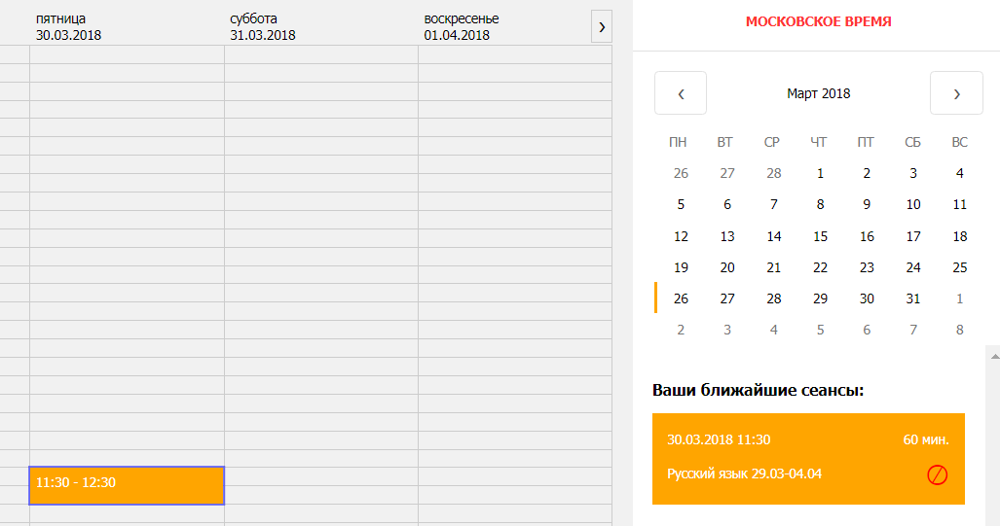 пятница
30.03.2018
суббота
31.03.2018
воскресенье
01.04.2018
11:30 - 12:30
МОСКОВСКОЕ ВРЕМЯ
Март 2018
ПН ВТ СР ЧТ ПТ СБ ВС
26 27 28 1 2 3 4
5 6 7 8 9 10 11
12 13 14 15 16 17 18
19 20 21 22 23 24 25
26 27 28 29 30 31 1
2 3 4 5 6 7 8
Ваши ближайшие сеансы:
30.03.2018 11:30 60 мин.
Русский язык 29.03-04.04